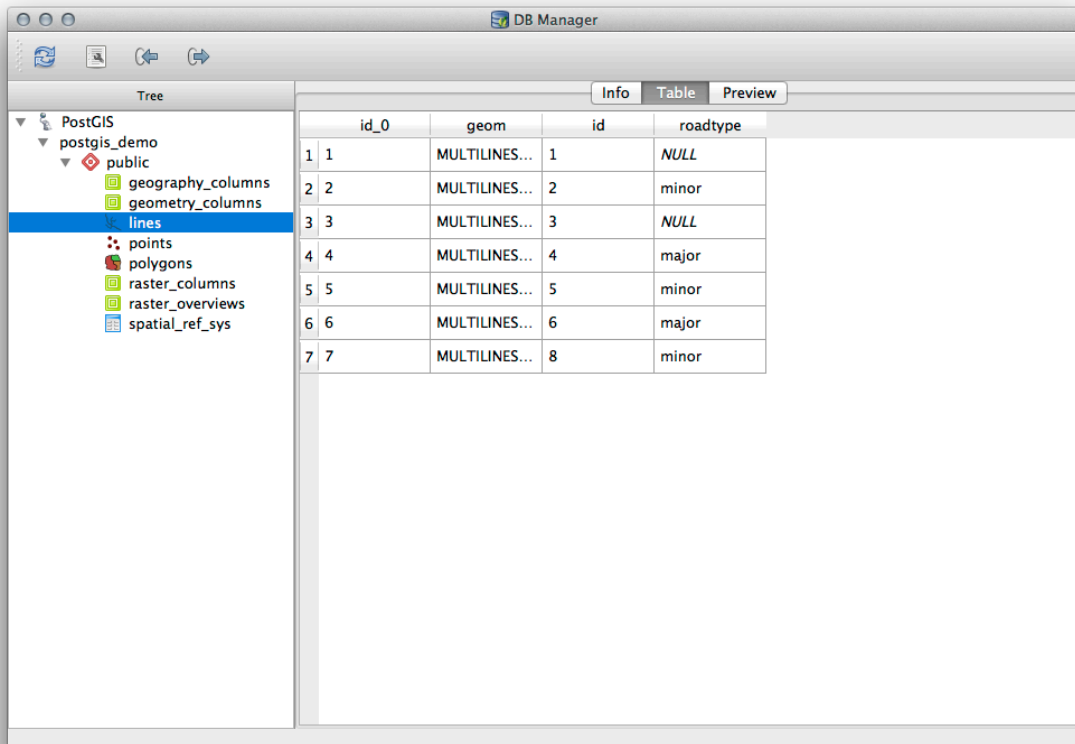 DB Manager
Tree
Info Table Preview
PostGIS
postgis_demo
public
geography_columns
geometry_columns
lines
points
polygons
raster_columns
raster_overviews
spatial_ref_sys
id_0 geom id roadtype
1 1 MULTILINES... 1 NULL
2 2 MULTILINES... 2 minor
3 3 MULTILINES... 3 NULL
4 4 MULTILINES... 4 major
5 5 MULTILINES... 5 minor
6 6 MULTILINES... 6 major
7 7 MULTILINES... 8 minor